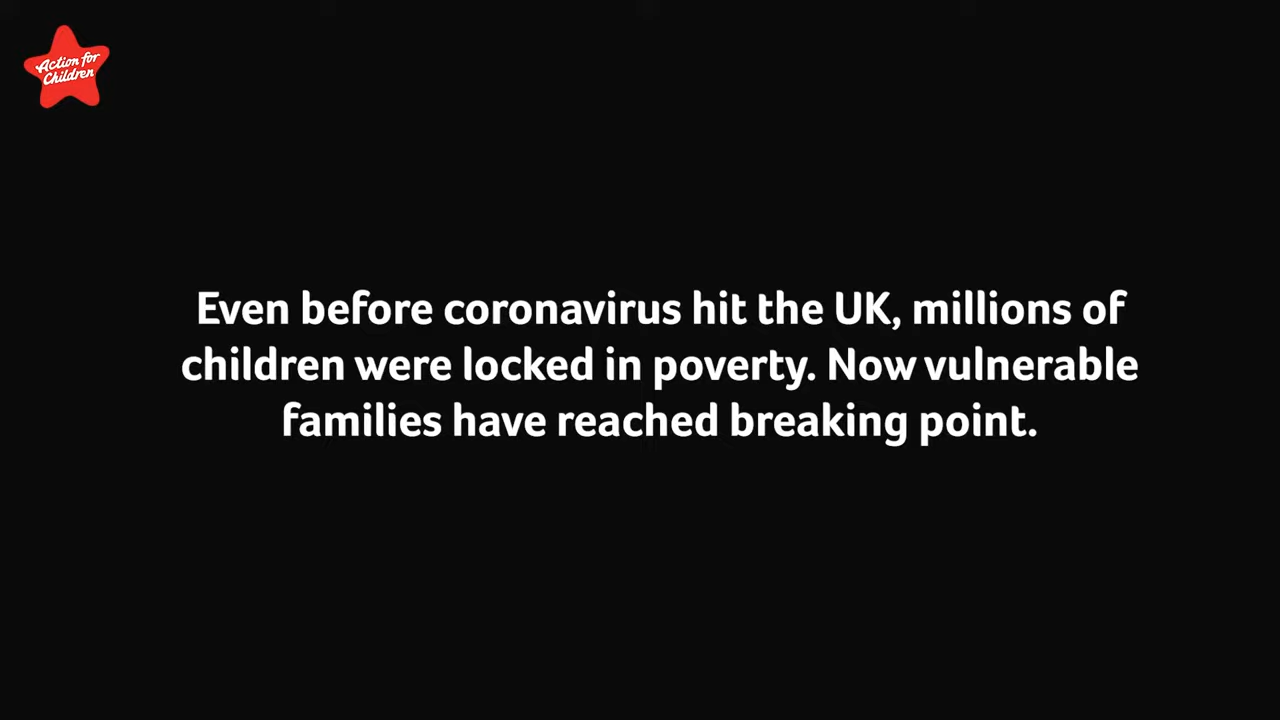 Action for
Children
Even before coronavirus hit the UK, millions of
children were locked in poverty. Now vulnerable
families have reached breaking point.